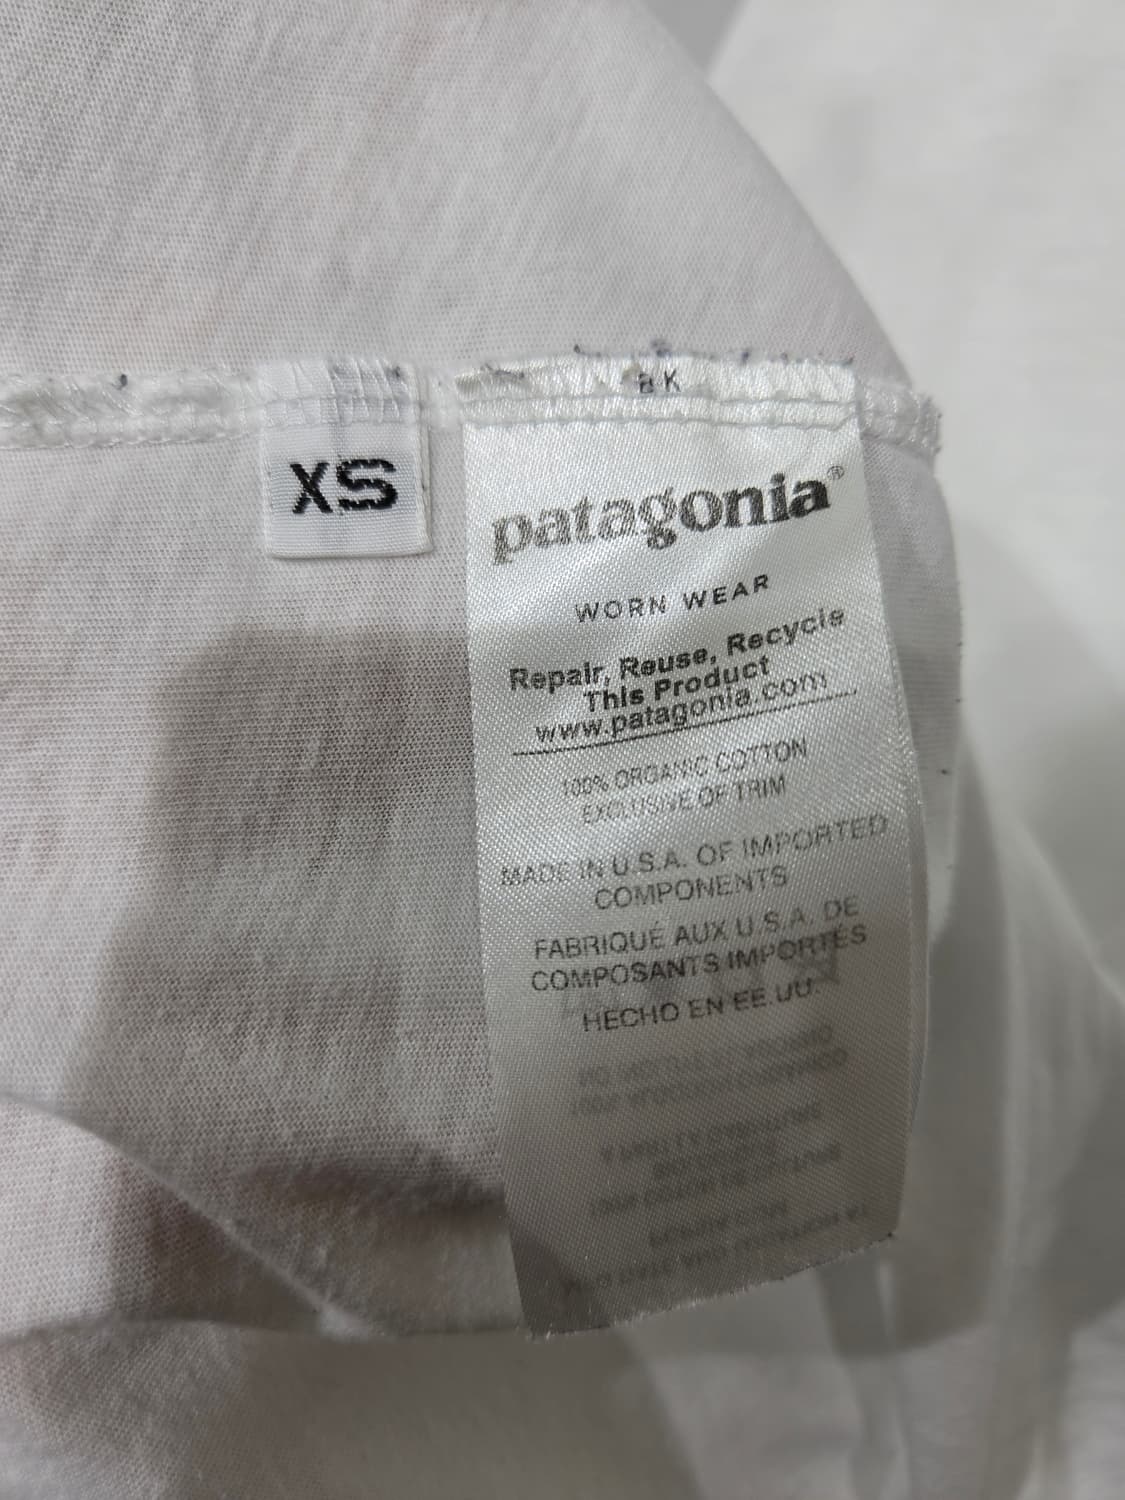 BK
XS
patagonia®
WORN WEAR
Repair, Reuse, Recycle
This Product
www.patagonia.com
100% ORGANIC COTTON
EXCLUSIVE OF TRIM
MADE IN U.S.A. OF IMPORTED
COMPONENTS
FABRIQUÉ AUX U.S.A. DE
COMPOSANTS IMPORTÉS
HECHO EN EE.UU.